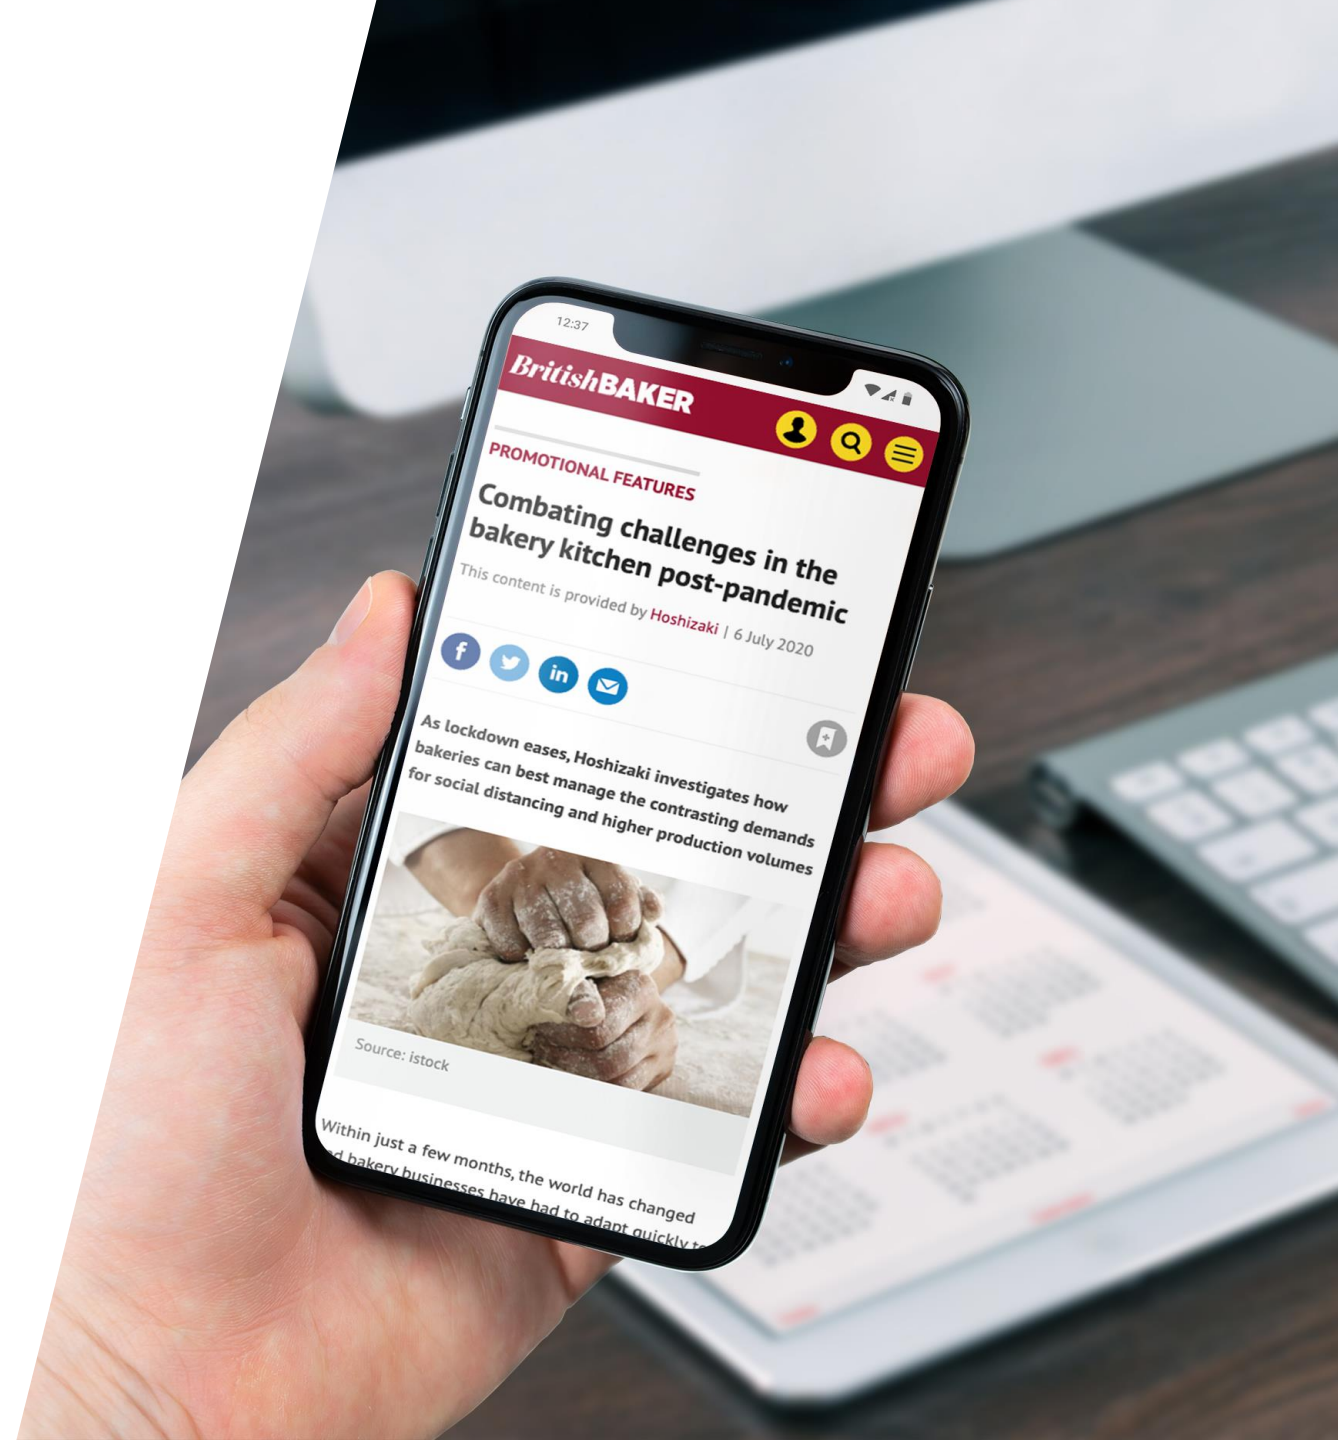 12:37
BritishBAKER
PROMOTIONAL FEATURES
Combating challenges in the
bakery kitchen post-pandemic
This content is provided by Hoshizaki | 6 July 2020
f
in
As lockdown eases, Hoshizaki investigates how
bakeries can best manage the contrasting demands
for social distancing and higher production volumes
Source: istock
Within just a few months, the world has changed
bakery businesses have had to adapt quickly